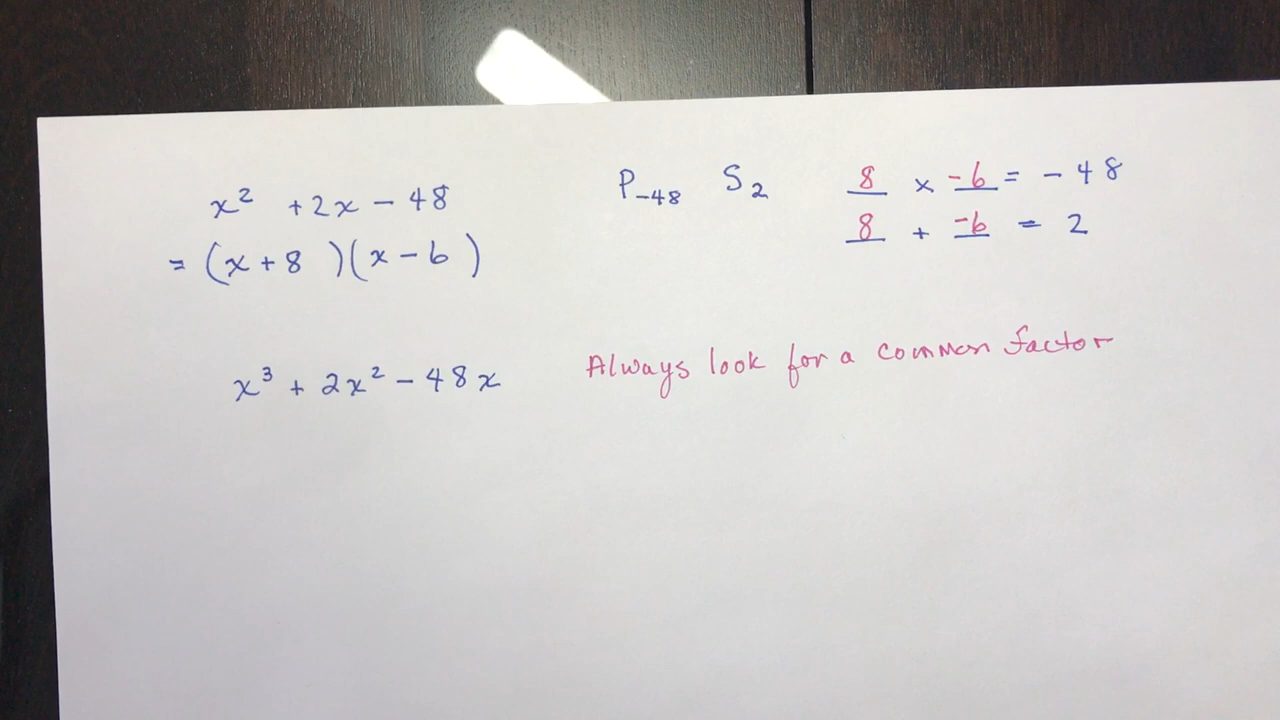 x² + 2x - 48
= (x + 8 )(x - 6 )
P₋₄₈ S₂
8 × -6 = - 48
8 + -6 = 2
x³ + 2x² - 48x
Always look for a common factor